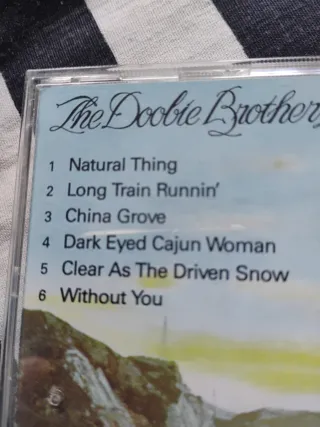 The Doobie Brothers
1 Natural Thing
2 Long Train Runnin'
3 China Grove
4 Dark Eyed Cajun Woman
5 Clear As The Driven Snow
6 Without You